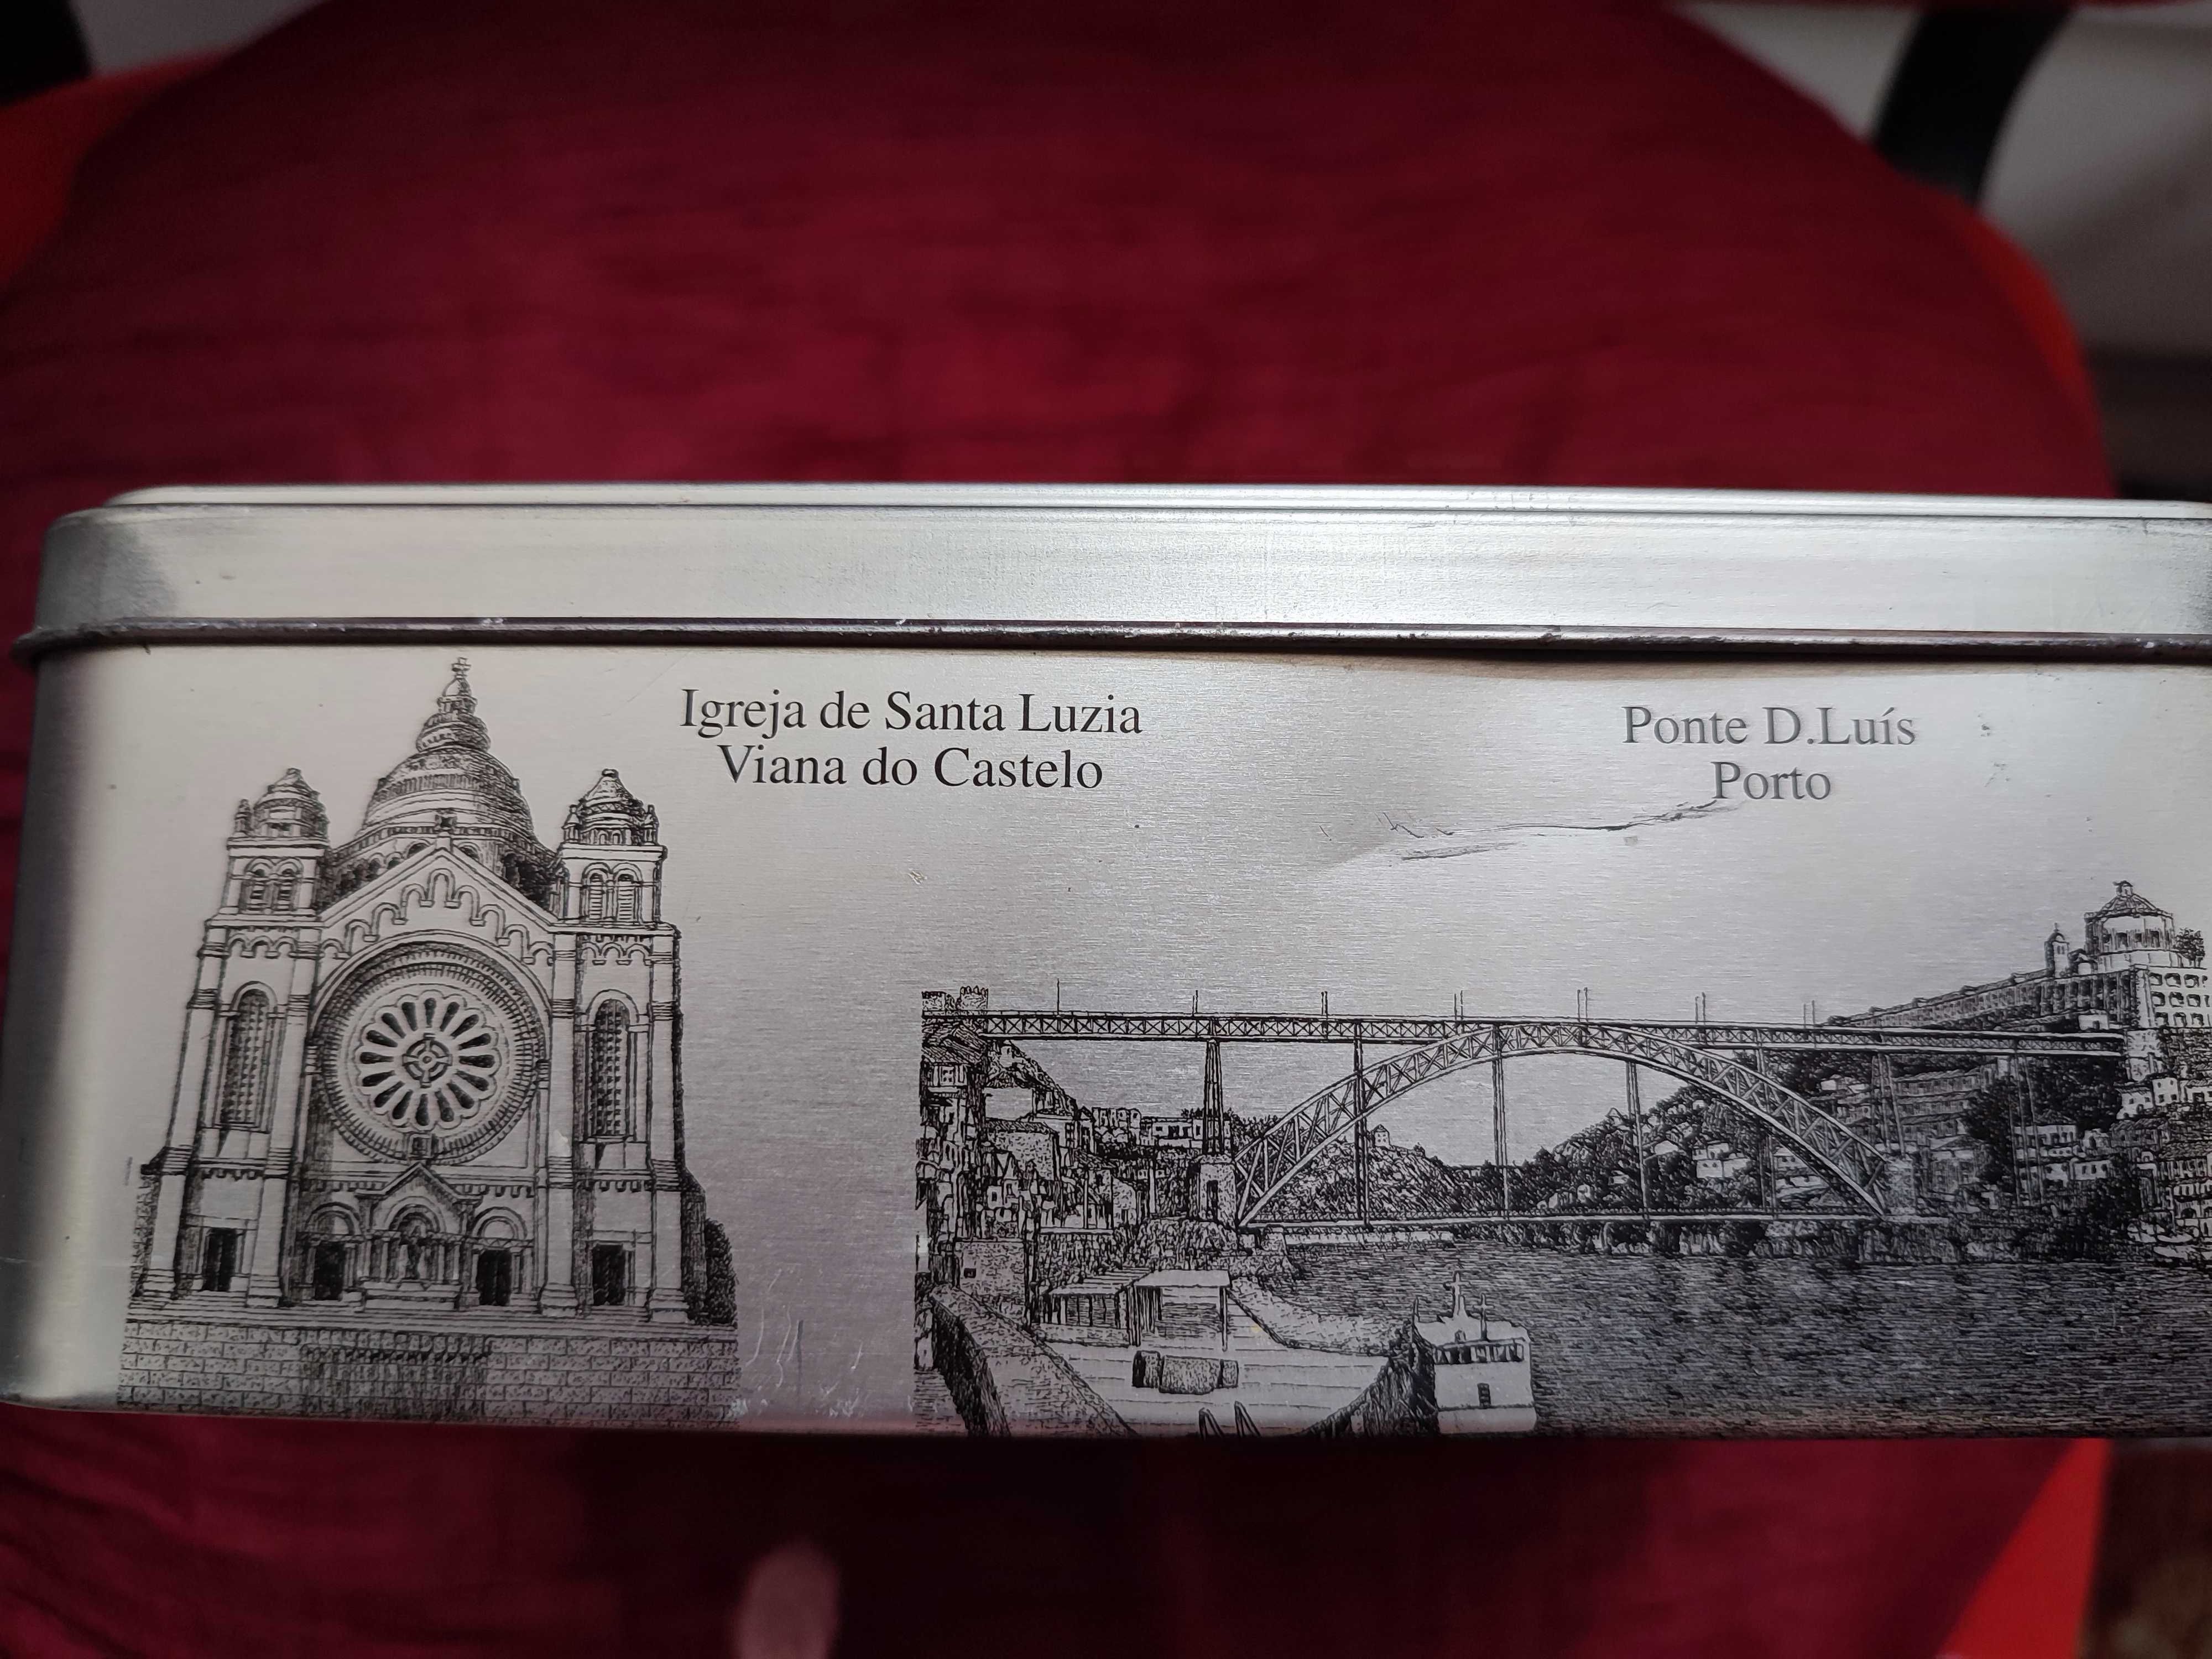 Igreja de Santa Luzia
Viana do Castelo
Ponte D.Luís
Porto